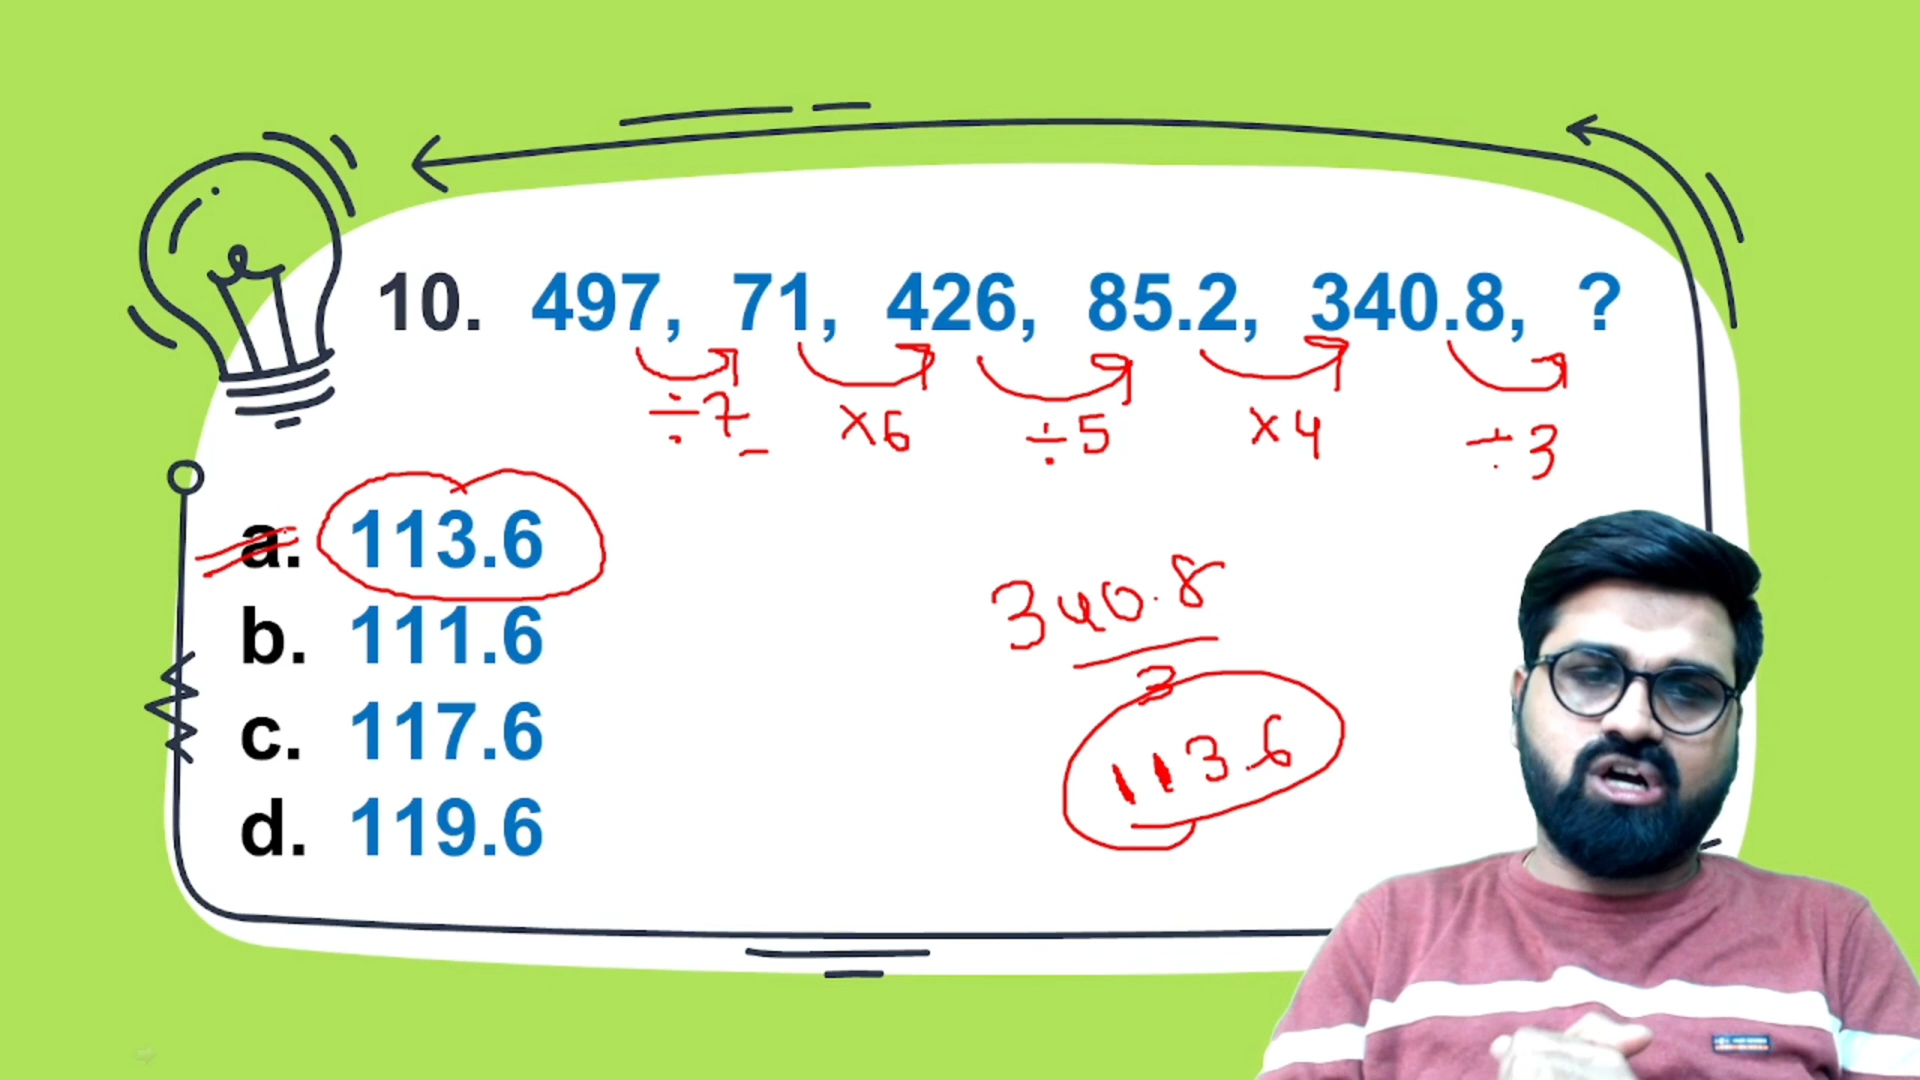 10. 497, 71, 426, 85.2, 340.8, ?
÷7 ×6 ÷5 ×4 ÷3
a. 113.6
b. 111.6
c. 117.6
d. 119.6
340.8
3
113.6